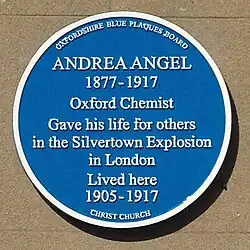 OXFORDSHIRE BLUE PLAQUES BOARD
ANDREA ANGEL
1877-1917
Oxford Chemist
Gave his life for others
in the Silvertown Explosion
in London
Lived here
1905-1917
CHRIST CHURCH